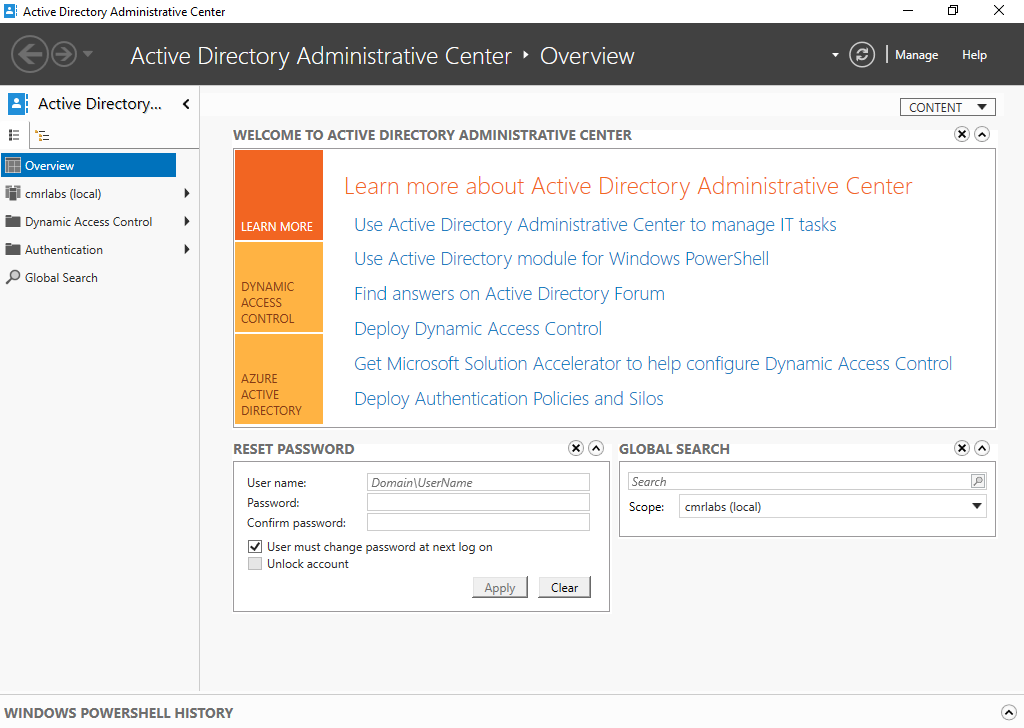 Active Directory Administrative Center
Active Directory Administrative Center ‣ Overview
Manage
Help
Active Directory...
Overview
cmrlabs (local)
Dynamic Access Control
Authentication
Global Search
CONTENT
WELCOME TO ACTIVE DIRECTORY ADMINISTRATIVE CENTER
LEARN MORE
DYNAMIC
ACCESS
CONTROL
AZURE
ACTIVE
DIRECTORY
Learn more about Active Directory Administrative Center
Use Active Directory Administrative Center to manage IT tasks
Use Active Directory module for Windows PowerShell
Find answers on Active Directory Forum
Deploy Dynamic Access Control
Get Microsoft Solution Accelerator to help configure Dynamic Access Control
Deploy Authentication Policies and Silos
RESET PASSWORD
User name:
Domain\UserName
Password:
Confirm password:
User must change password at next log on
Unlock account
Apply
Clear
GLOBAL SEARCH
Search
Scope:
cmrlabs (local)
WINDOWS POWERSHELL HISTORY